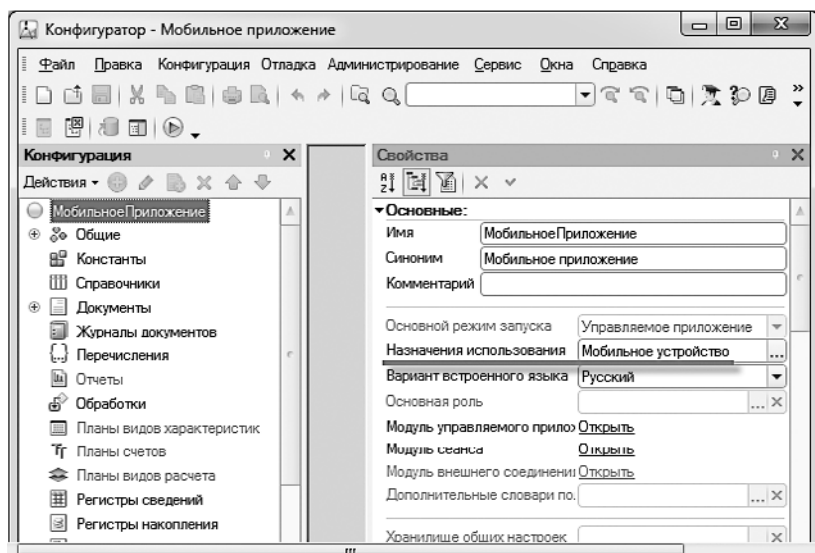 Конфигуратор - Мобильное приложение
Файл Правка Конфигурация Отладка Администрирование Сервис Окна Справка
Конфигурация
Действия
МобильноеПриложение
Общие
Константы
Справочники
Документы
Журналы документов
Перечисления
Отчеты
Обработки
Планы видов характеристик
Планы счетов
Планы видов расчета
Регистры сведений
Регистры накопления
Свойства
Основные:
Имя МобильноеПриложение
Синоним Мобильное приложение
Комментарий
Основной режим запуска Управляемое приложение
Назначения использования Мобильное устройство ...
Вариант встроенного языка Русский
Основная роль ...
Модуль управляемого прило Открыть
Модуль сеанса Открыть
Модуль внешнего соединени Открыть
Дополнительные словари по. ...
Хранилище общих настроек